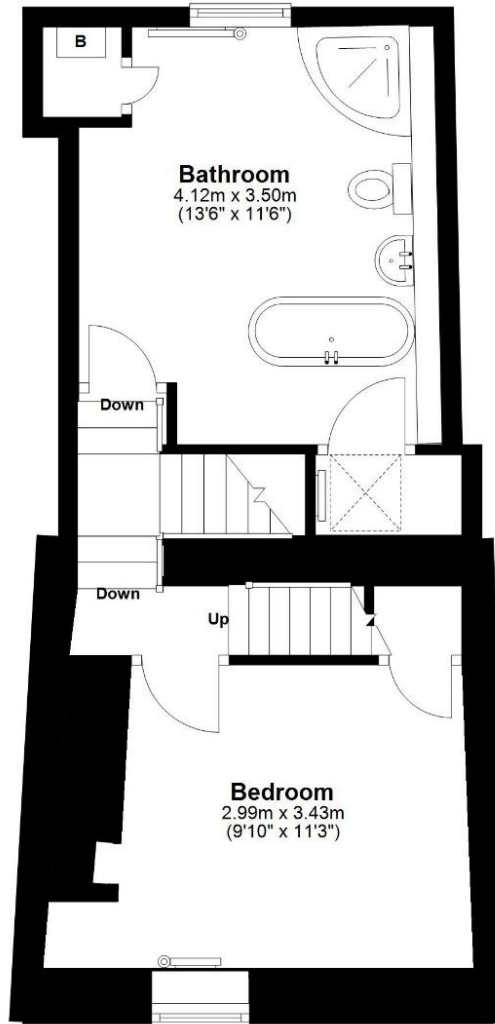 B
Bathroom
4.12m x 3.50m
(13'6" x 11'6")
Down
Down
Up
Bedroom
2.99m x 3.43m
(9'10" x 11'3")